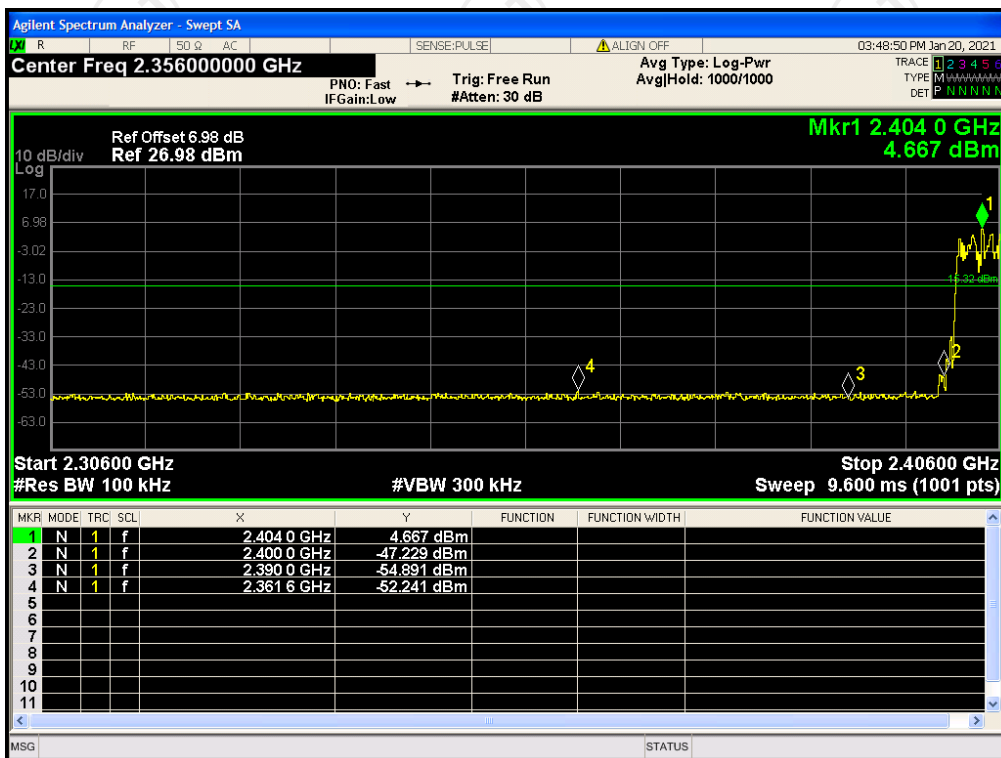 Agilent Spectrum Analyzer - Swept SA
LXI R RF 50 Ω AC SENSE:PULSE ALIGN OFF 03:48:50 PM Jan 20, 2021
Center Freq 2.356000000 GHz
PNO: Fast
IFGain:Low
Trig: Free Run
#Atten: 30 dB
Avg Type: Log-Pwr
Avg|Hold: 1000/1000
TRACE 1 2 3 4 5 6
TYPE M
DET P N N N N N
Mkr1 2.404 0 GHz
4.667 dBm
Ref Offset 6.98 dB
10 dB/div Ref 26.98 dBm
Log
17.0
6.98
-3.02
-13.0
-23.0
-33.0
-43.0
-53.0
-63.0
1
-15.32 dBm
2
3
4
Start 2.30600 GHz Stop 2.40600 GHz
#Res BW 100 kHz #VBW 300 kHz Sweep 9.600 ms (1001 pts)
MKR MODE TRC SCL X Y FUNCTION FUNCTION WIDTH FUNCTION VALUE
1 N 1 f 2.404 0 GHz 4.667 dBm
2 N 1 f 2.400 0 GHz -47.229 dBm
3 N 1 f 2.390 0 GHz -54.891 dBm
4 N 1 f 2.361 6 GHz -52.241 dBm
5
6
7
8
9
10
11
MSG STATUS